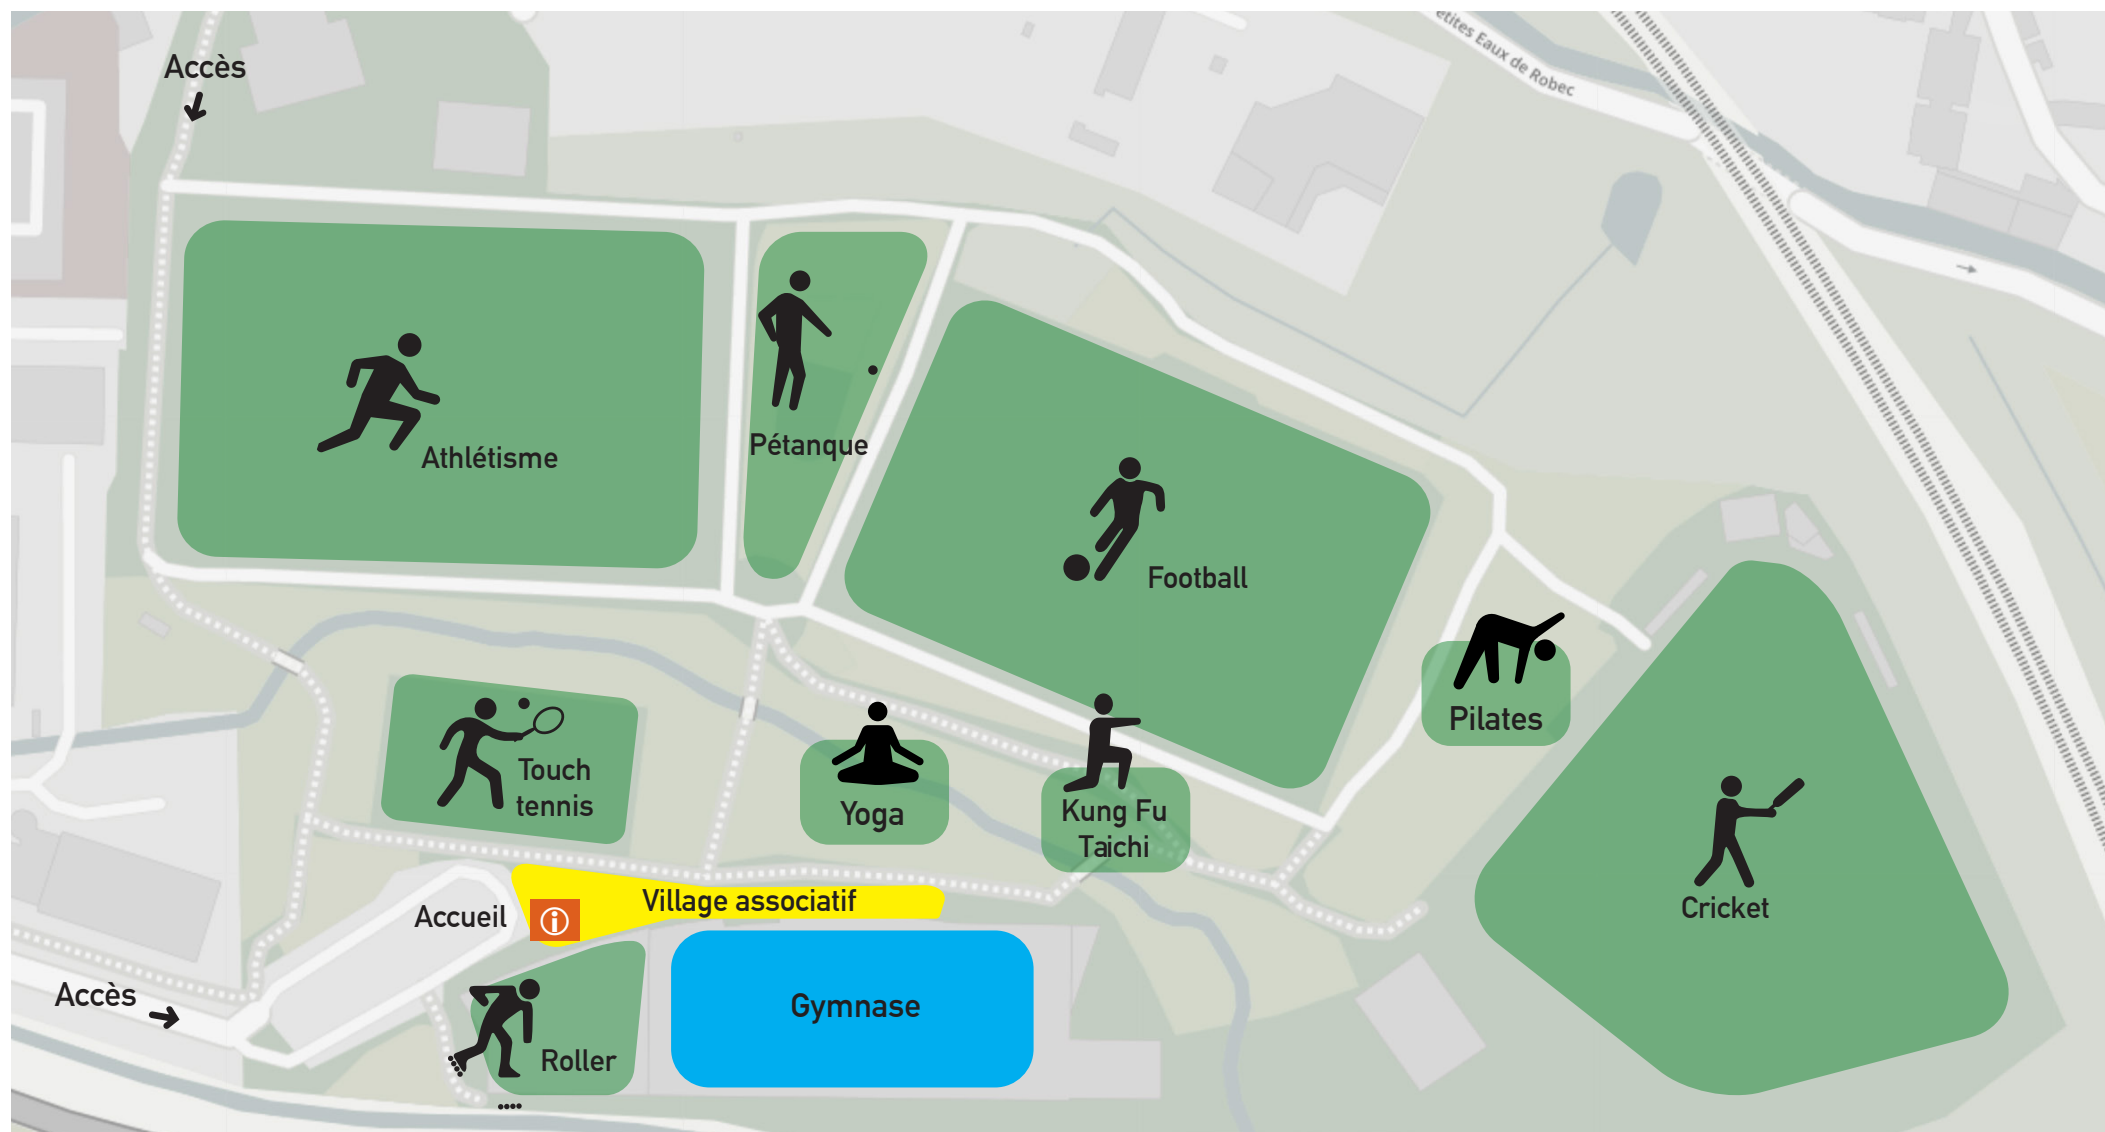 Accès
etites Eaux de Robec
Athlétisme
Pétanque
Football
Pilates
Touch
tennis
Yoga
Kung Fu
Taichi
Cricket
Village associatif
Accueil
Accès
Gymnase
Roller